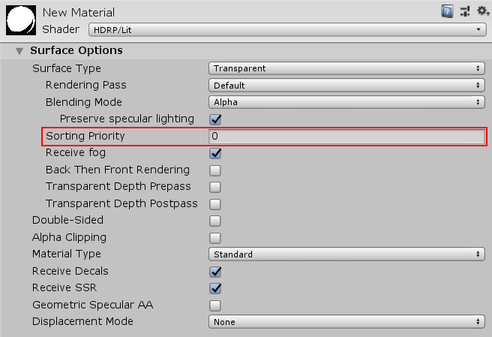 New Material
Shader HDRP/Lit
Surface Options
Surface Type Transparent
Rendering Pass Default
Blending Mode Alpha
Preserve specular lighting
Sorting Priority 0
Receive fog
Back Then Front Rendering
Transparent Depth Prepass
Transparent Depth Postpass
Double-Sided
Alpha Clipping
Material Type Standard
Receive Decals
Receive SSR
Geometric Specular AA
Displacement Mode None